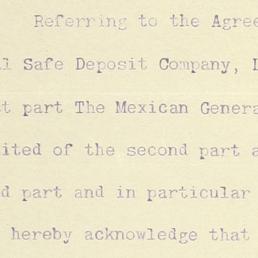 Referring to the Agree
l Safe Deposit Company, L
t part The Mexican Genera
ited of the second part a
d part and in particular
hereby acknowledge that